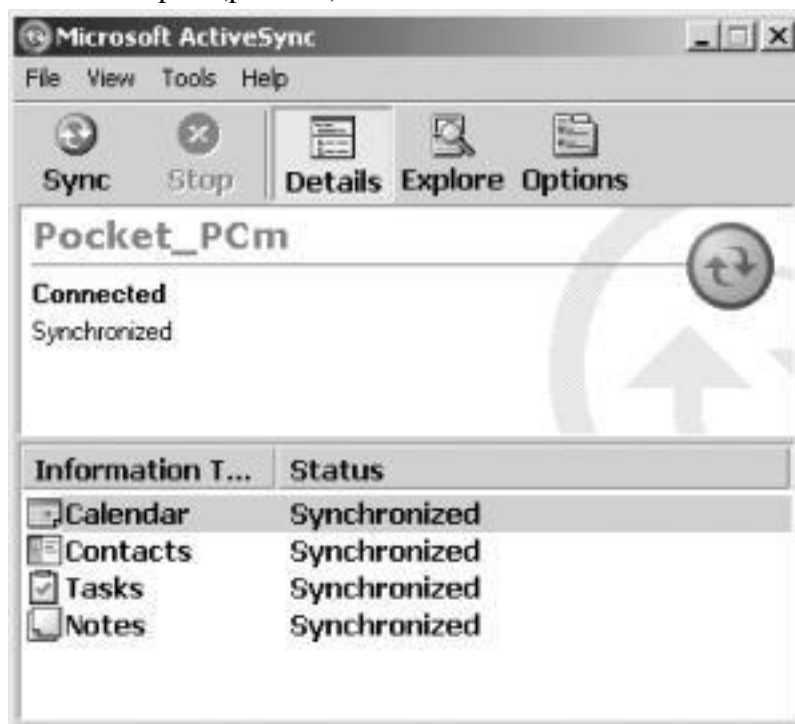 Microsoft ActiveSync
File View Tools Help
Sync Stop Details Explore Options
Pocket_PCm
Connected
Synchronized
Information T... Status
Calendar Synchronized
Contacts Synchronized
Tasks Synchronized
Notes Synchronized